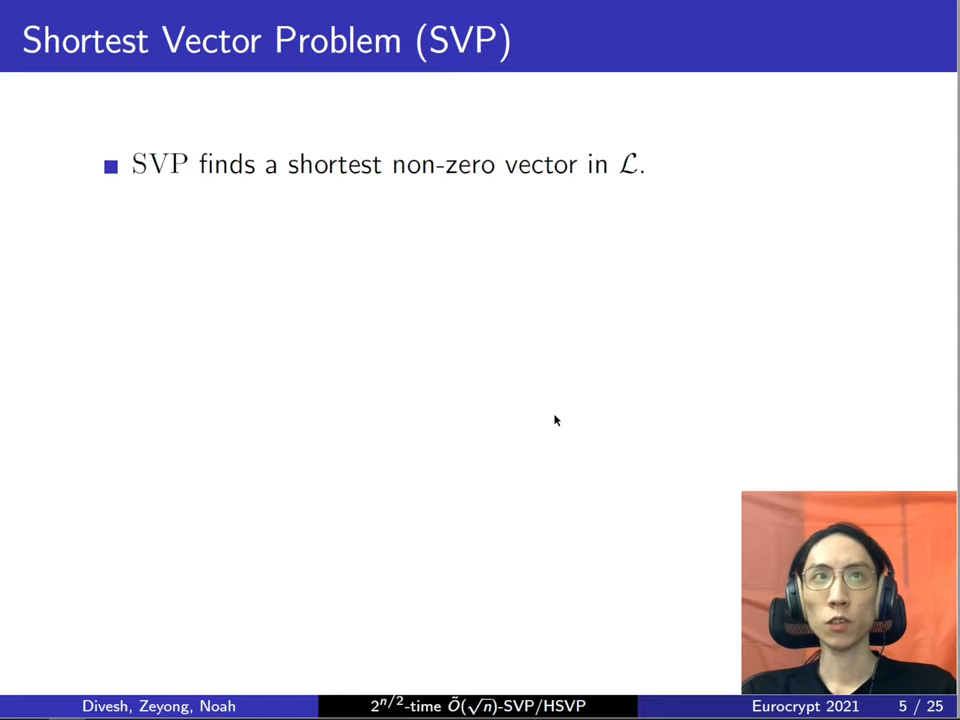 Shortest Vector Problem (SVP)
SVP finds a shortest non-zero vector in ℒ.
Divesh, Zeyong, Noah
2^{n/2}-time Õ(√n)-SVP/HSVP
Eurocrypt 2021
5 / 25